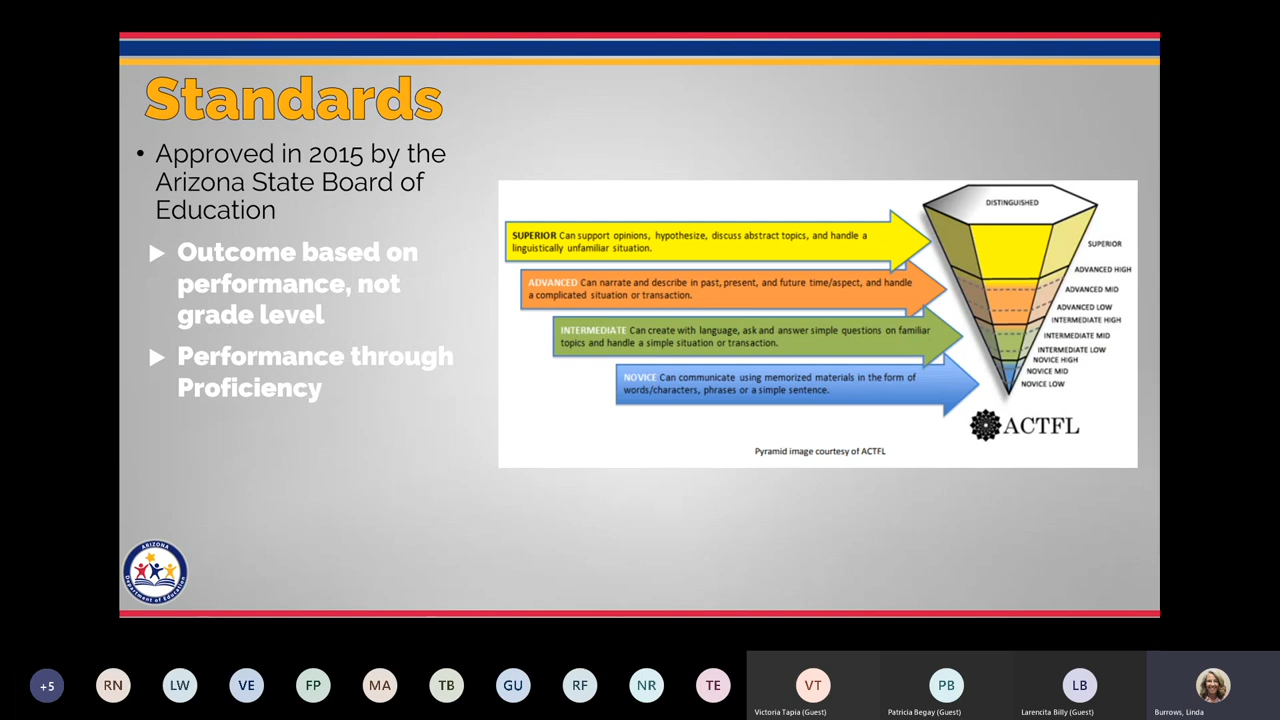 Standards
• Approved in 2015 by the
Arizona State Board of
Education
Outcome based on
performance, not
grade level
Performance through
Proficiency
SUPERIOR Can support opinions, hypothesize, discuss abstract topics, and handle a
linguistically unfamiliar situation.
ADVANCED Can narrate and describe in past, present, and future time/aspect, and handle
a complicated situation or transaction.
INTERMEDIATE Can create with language, ask and answer simple questions on familiar
topics and handle a simple situation or transaction.
NOVICE Can communicate using memorized materials in the form of
words/characters, phrases or a simple sentence.
DISTINGUISHED
SUPERIOR
ADVANCED HIGH
ADVANCED MID
ADVANCED LOW
INTERMEDIATE HIGH
INTERMEDIATE MID
INTERMEDIATE LOW
NOVICE HIGH
NOVICE MID
NOVICE LOW
ACTFL
Pyramid image courtesy of ACTFL
ARIZONA
Department of Education
+5
RN
LW
VE
FP
MA
TB
GU
RF
NR
TE
VT
PB
LB
Victoria Tapia (Guest)
Patricia Begay (Guest)
Larencita Billy (Guest)
Burrows, Linda